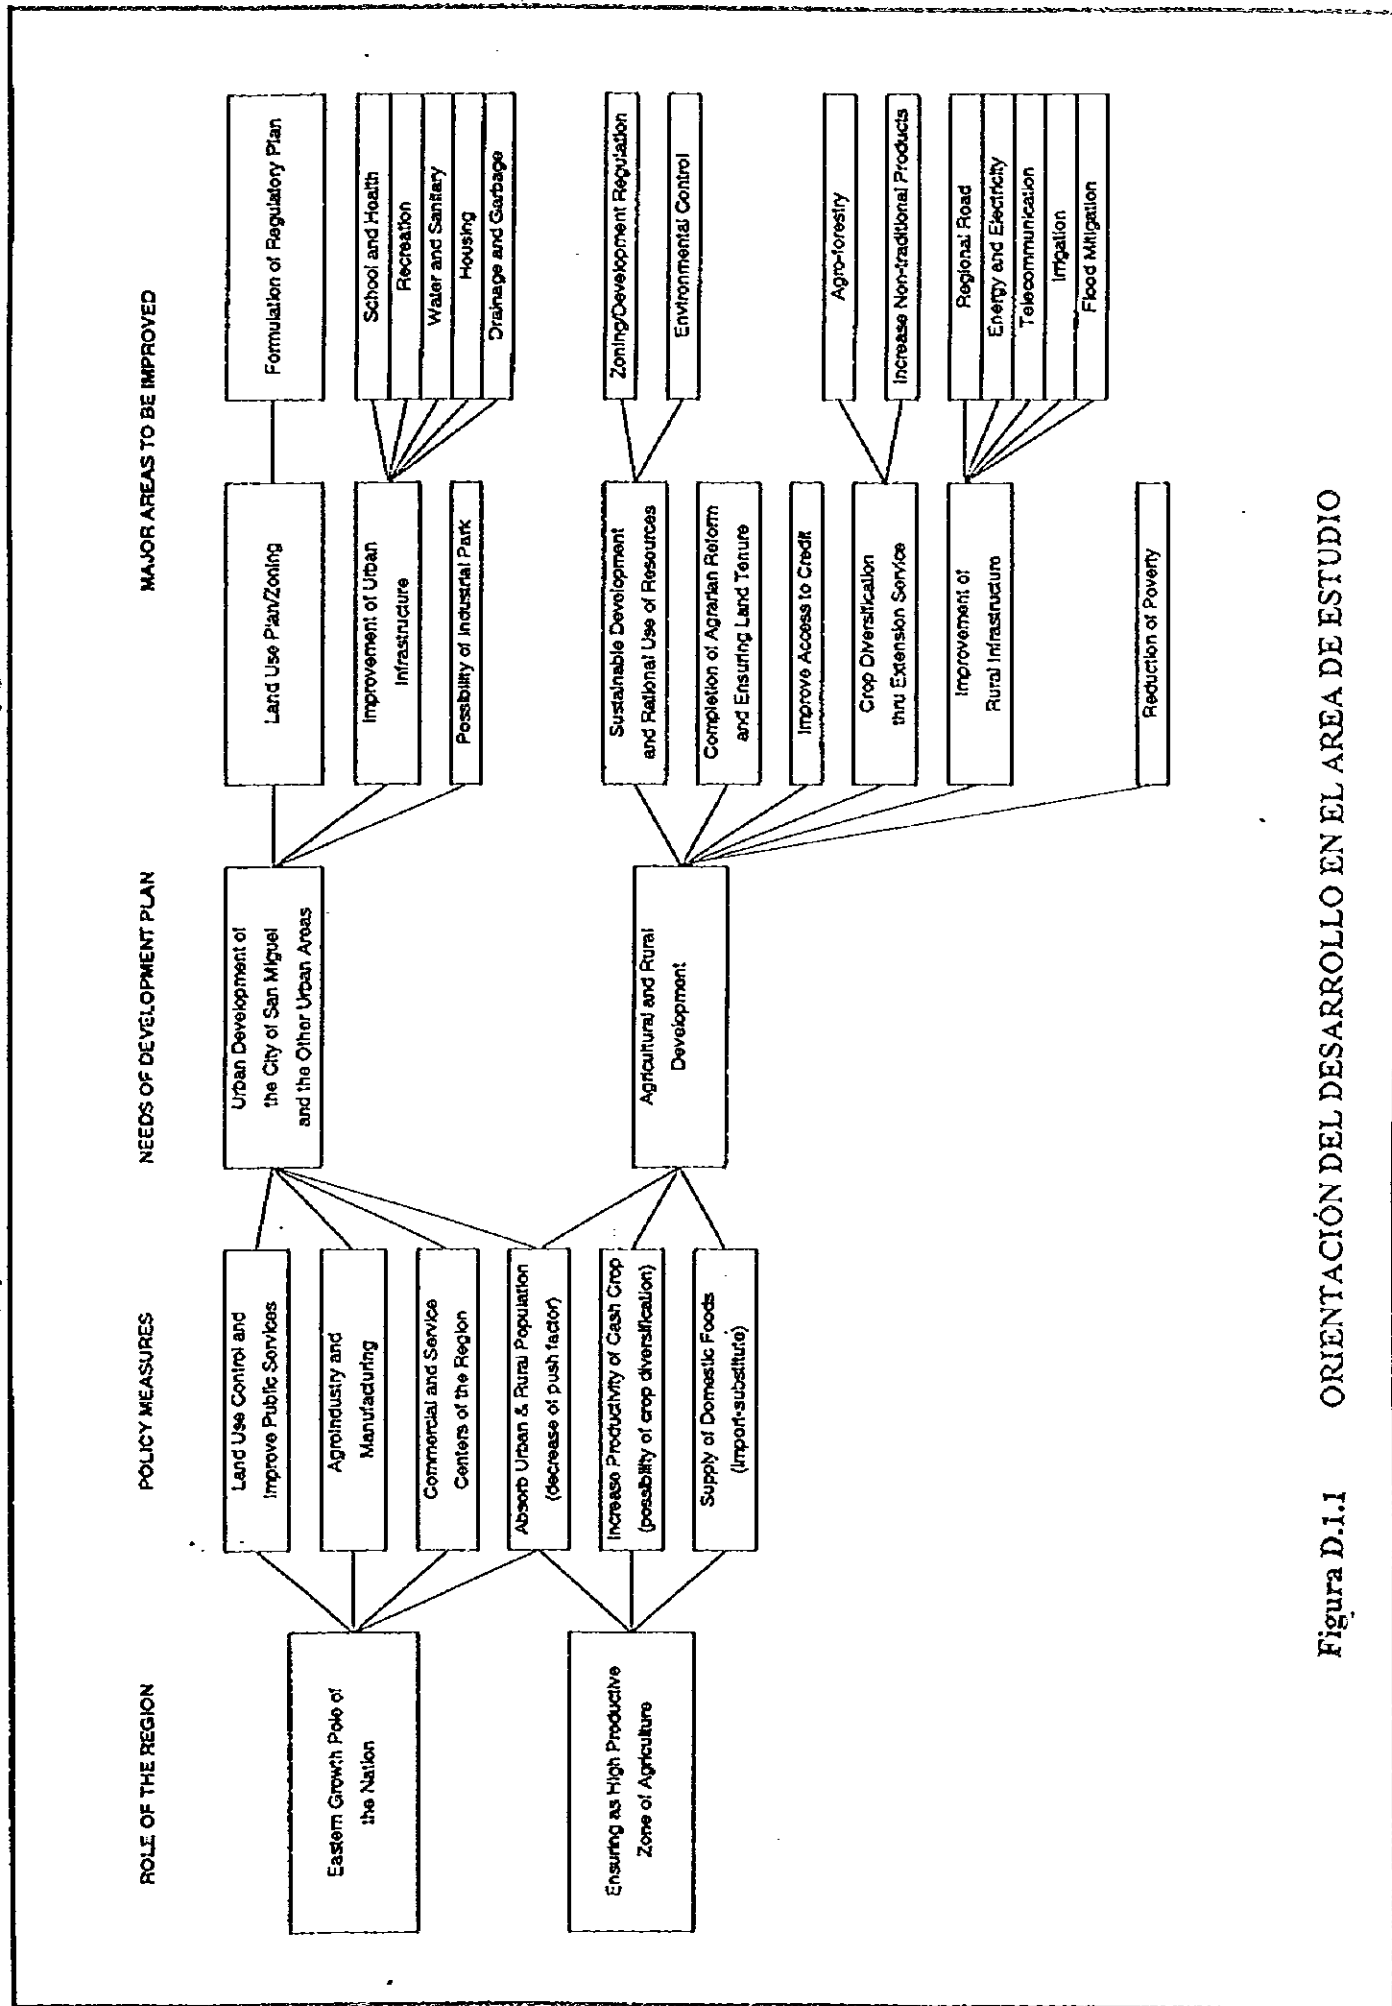 ROLE OF THE REGION
POLICY MEASURES
NEEDS OF DEVELOPMENT PLAN
MAJOR AREAS TO BE IMPROVED
Eastern Growth Pole of
the Nation
Ensuring as High Productive
Zone of Agriculture
Land Use Control and
Improve Public Services
Agroindustry and
Manufacturing
Commercial and Service
Centers of the Region
Absorb Urban & Rural Population
(decrease of push factor)
Increase Productivity of Cash Crop
(possibility of crop diversification)
Supply of Domestic Foods
(Import-substitute)
Urban Development of
the City of San Miguel
and the Other Urban Areas
Agricultural and Rural
Development
Land Use Plan/Zoning
Improvement of Urban
Infrastructure
Possibility of Industrial Park
Sustainable Development
and Rational Use of Resources
Completion of Agrarian Reform
and Ensuring Land Tenure
Improve Access to Credit
Crop Diversification
thru Extension Service
Improvement of
Rural Infrastructure
Reduction of Poverty
Formulation of Regulatory Plan
School and Health
Recreation
Water and Sanitary
Housing
Drainage and Garbage
Zoning/Development Regulation
Environmental Control
Agro-forestry
Increase Non-traditional Products
Regional Road
Energy and Electricity
Telecommunication
Irrigation
Flood Mitigation
Figura D.1.1 ORIENTACIÓN DEL DESARROLLO EN EL AREA DE ESTUDIO